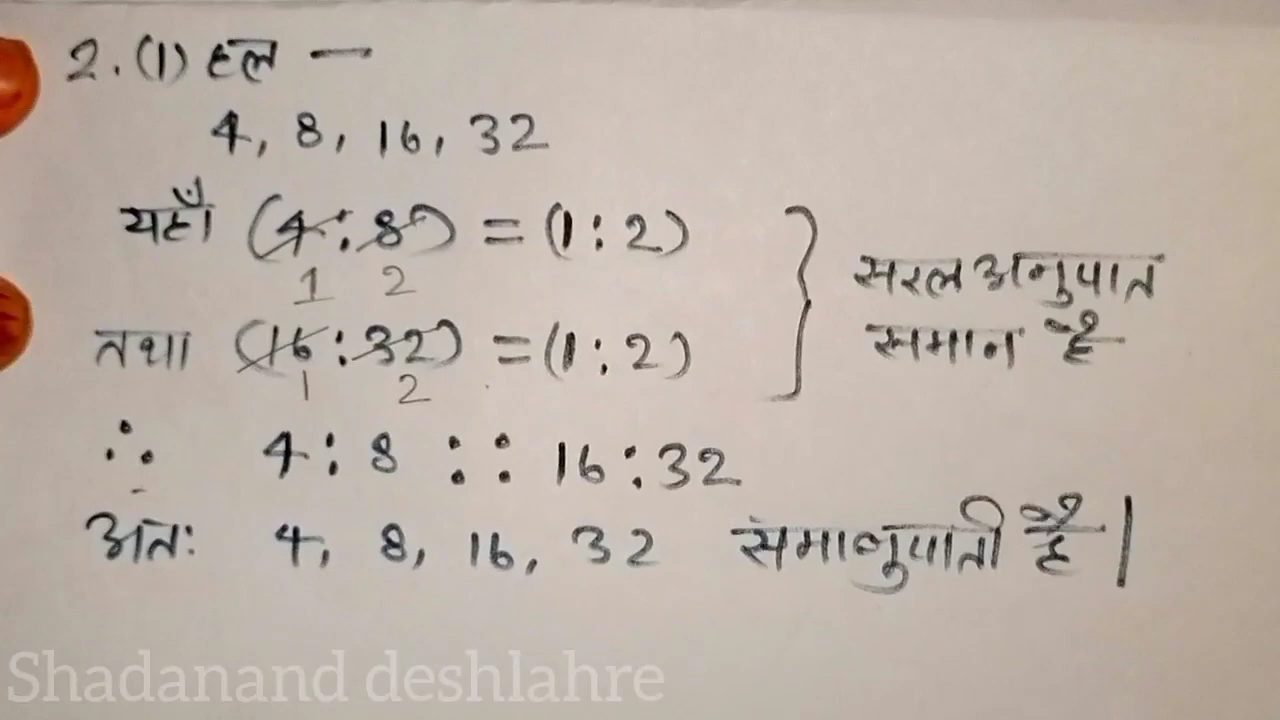 2. (1) हल —
4, 8, 16, 32
यहाँ (4 : 8) = (1 : 2)
1 2
सरल अनुपात
समान है
तथा (16 : 32) = (1 : 2)
1 2
∴ 4 : 8 :: 16 : 32
अतः 4, 8, 16, 32 समानुपाती है |
Shadanand deshlahre